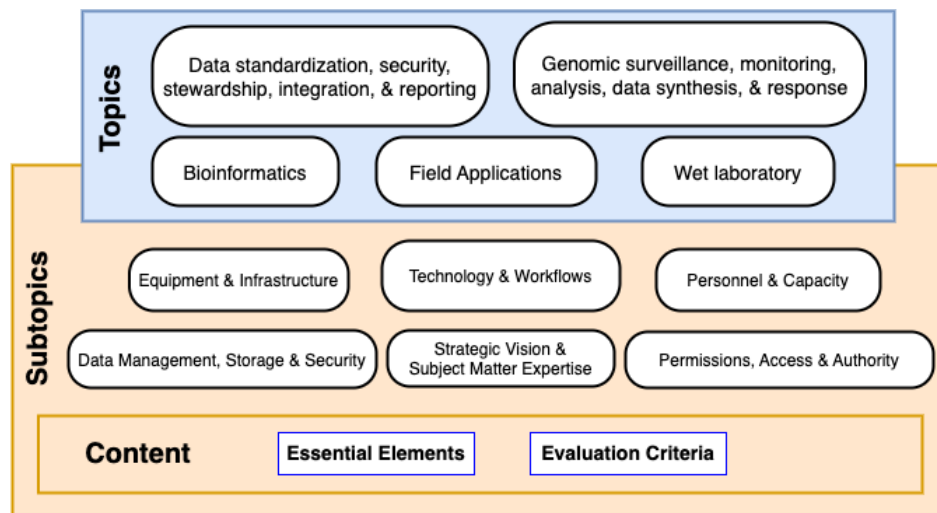 Topics
Data standardization, security,
stewardship, integration, & reporting
Genomic surveillance, monitoring,
analysis, data synthesis, & response
Bioinformatics
Field Applications
Wet laboratory
Subtopics
Equipment & Infrastructure
Technology & Workflows
Personnel & Capacity
Data Management, Storage & Security
Strategic Vision &
Subject Matter Expertise
Permissions, Access & Authority
Content
Essential Elements
Evaluation Criteria